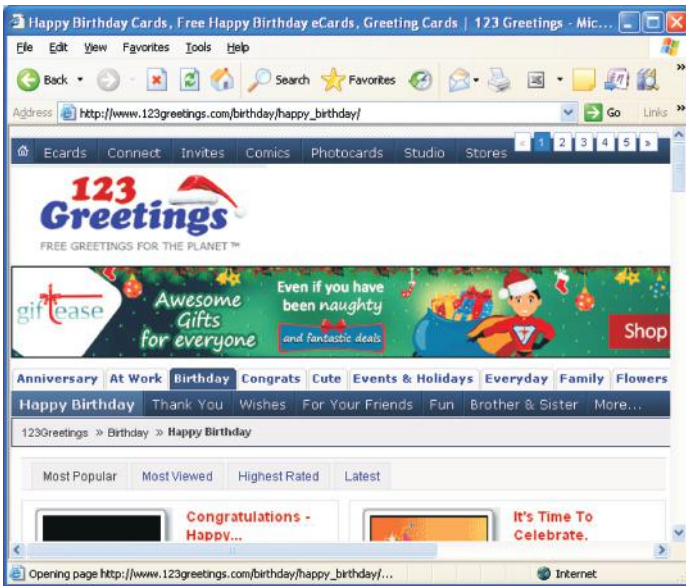 Happy Birthday Cards, Free Happy Birthday eCards, Greeting Cards | 123 Greetings - Mic...
File Edit View Favorites Tools Help
Back Search Favorites
Address http://www.123greetings.com/birthday/happy_birthday/ Go Links
« 1 2 3 4 5 »
Ecards Connect Invites Comics Photocards Studio Stores
123
Greetings
FREE GREETINGS FOR THE PLANET™
giftease
Awesome
Gifts
for everyone
Even if you have
been naughty
and fantastic deals
Shop
Anniversary At Work Birthday Congrats Cute Events & Holidays Everyday Family Flowers
Happy Birthday Thank You Wishes For Your Friends Fun Brother & Sister More...
123Greetings » Birthday » Happy Birthday
Most Popular Most Viewed Highest Rated Latest
Congratulations -
Happy...
It's Time To
Celebrate.
Opening page http://www.123greetings.com/birthday/happy_birthday/... Internet